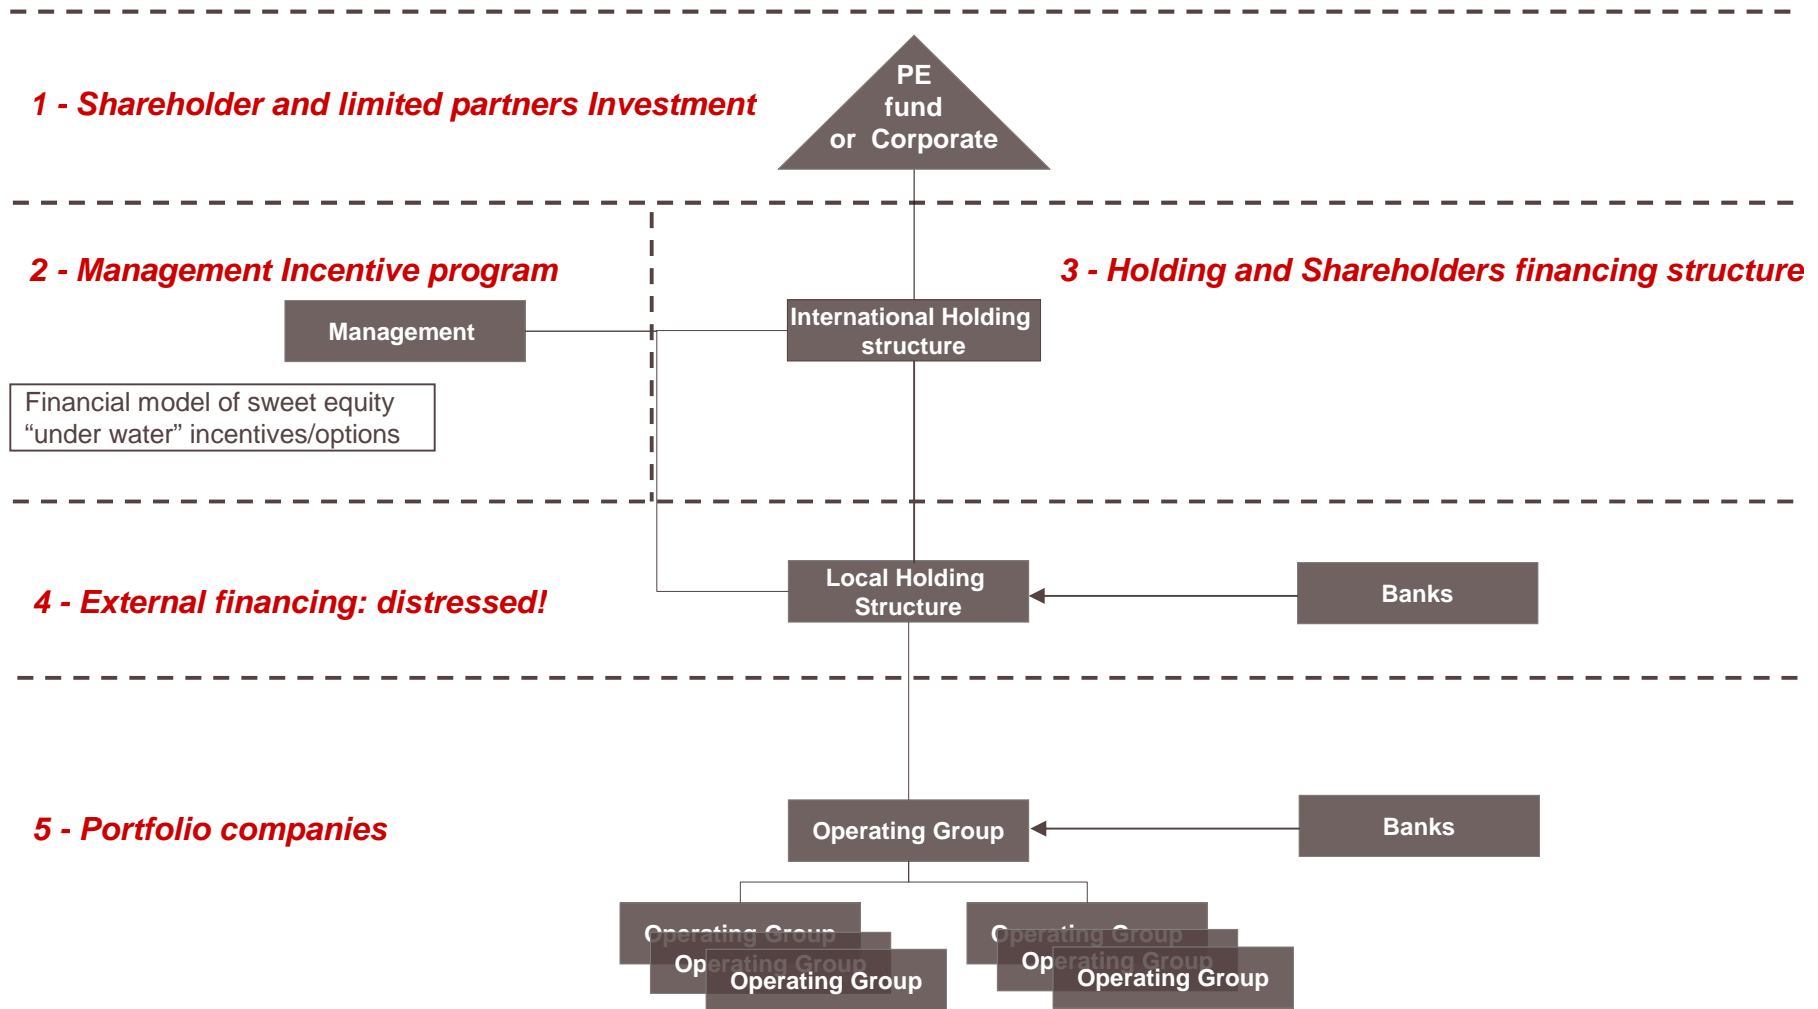 PE
fund
or Corporate
1 - Shareholder and limited partners Investment
2 - Management Incentive program
3 - Holding and Shareholders financing structure
Management
International Holding
structure
Financial model of sweet equity
“under water” incentives/options
Local Holding
Structure
Banks
4 - External financing: distressed!
5 - Portfolio companies
Operating Group
Banks
Operating Group
Operating Group
Operating Group
Operating Group
Operating Group
Operating Group